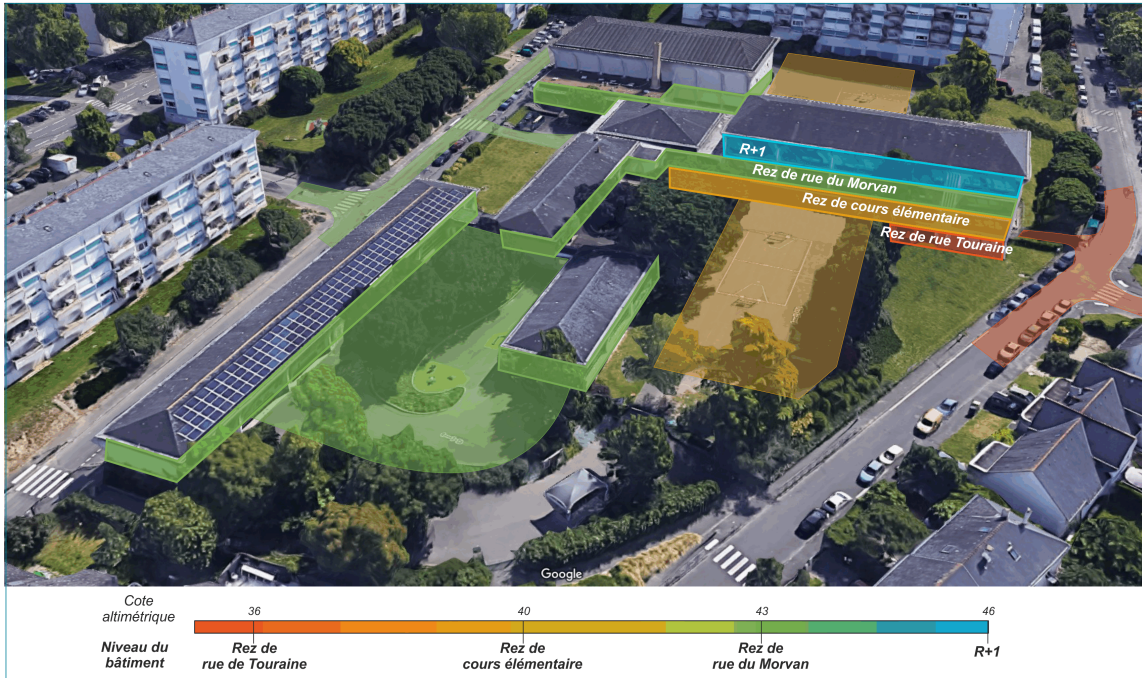 R+1
Rez de rue du Morvan
Rez de cours élémentaire
Rez de rue Touraine
Google
Cote
altimétrique
36
40
43
46
Niveau du
bâtiment
Rez de
rue de Touraine
Rez de
cours élémentaire
Rez de
rue du Morvan
R+1